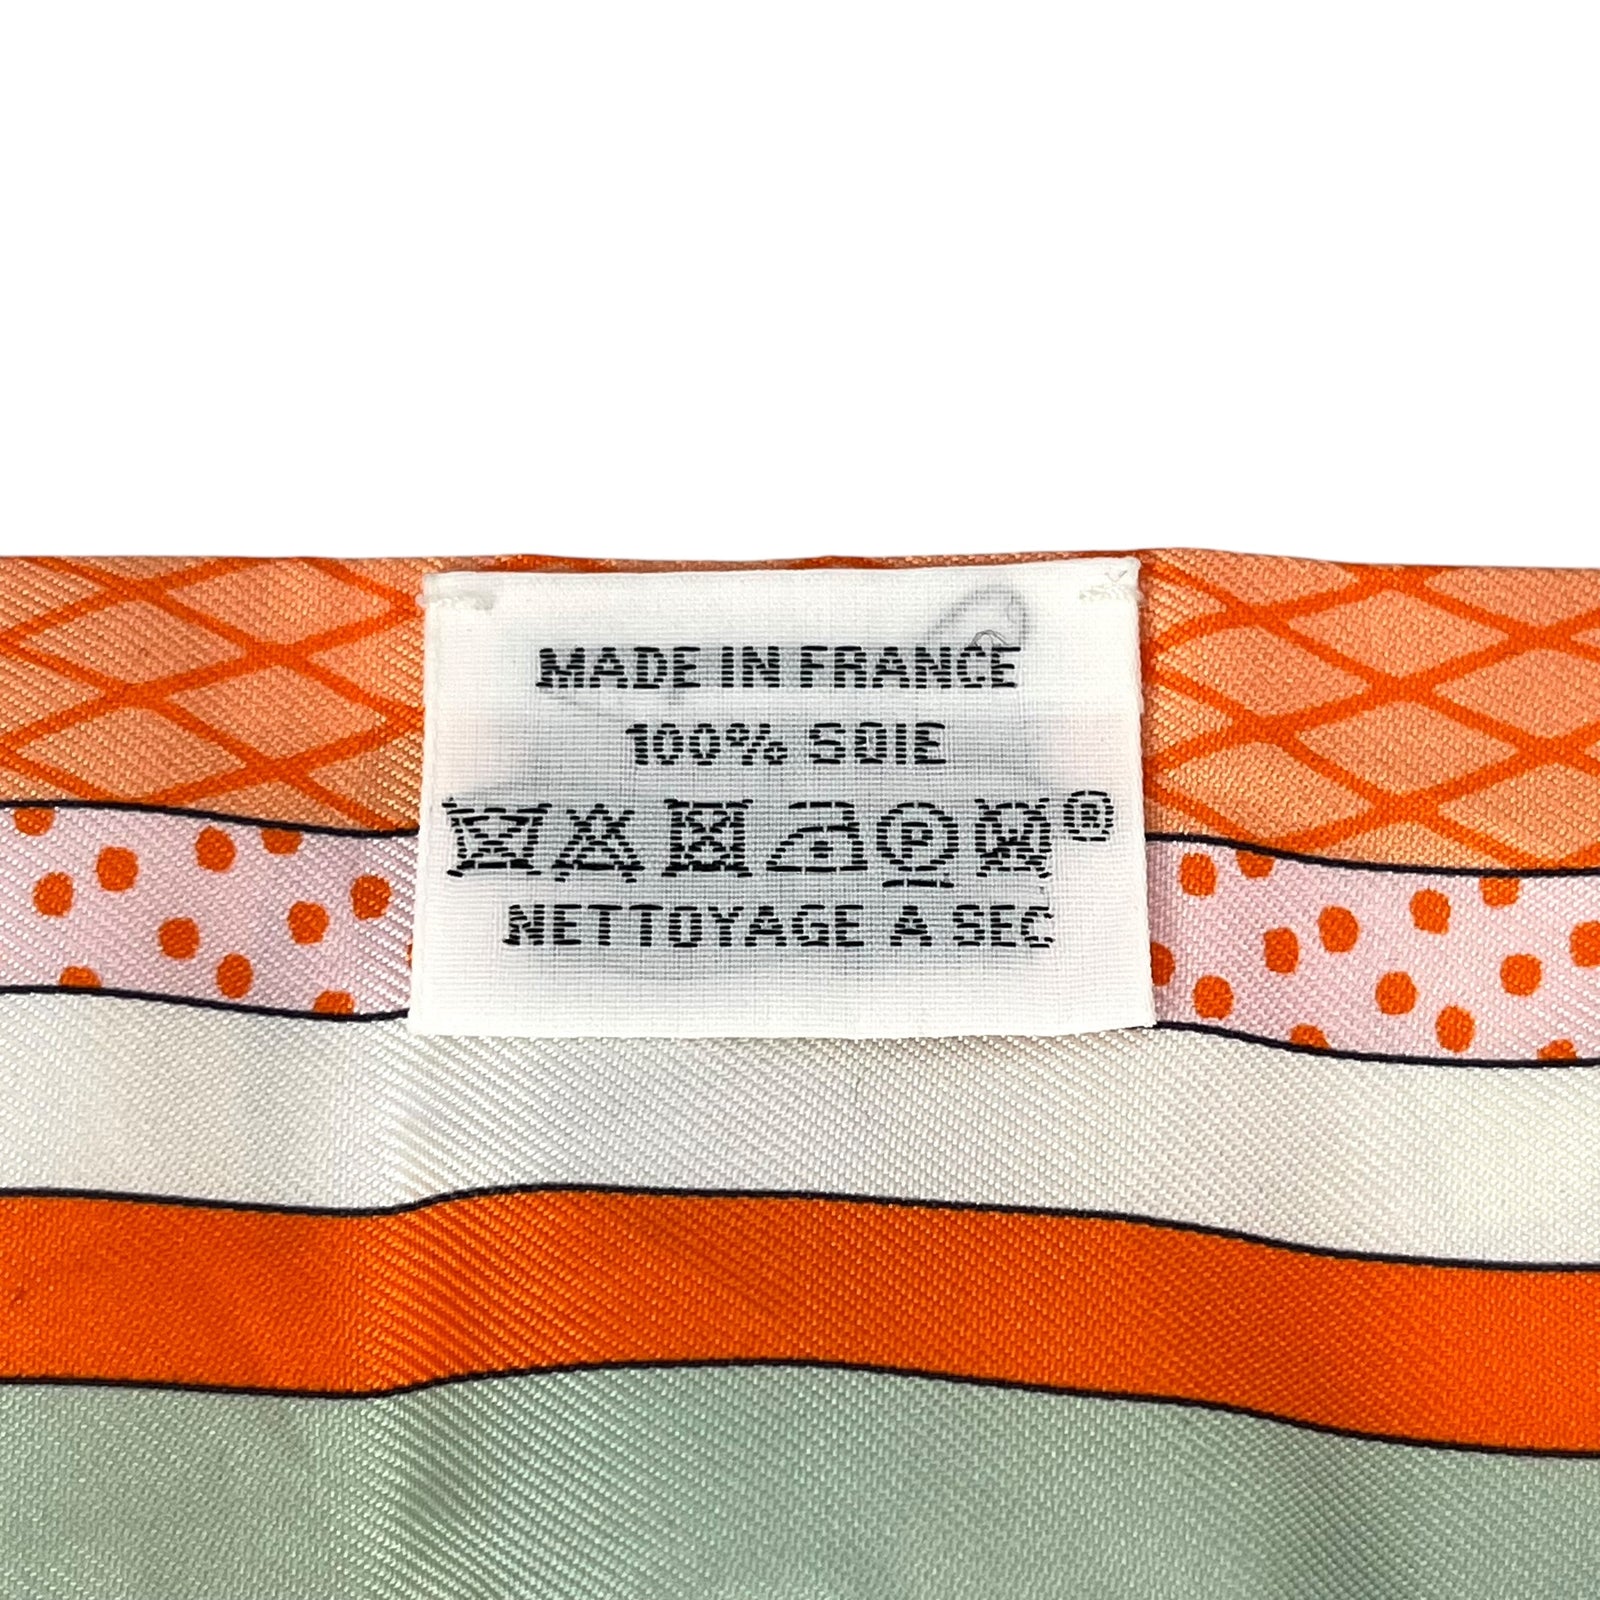 MADE IN FRANCE
100% SOIE
P M ®
NETTOYAGE A SEC